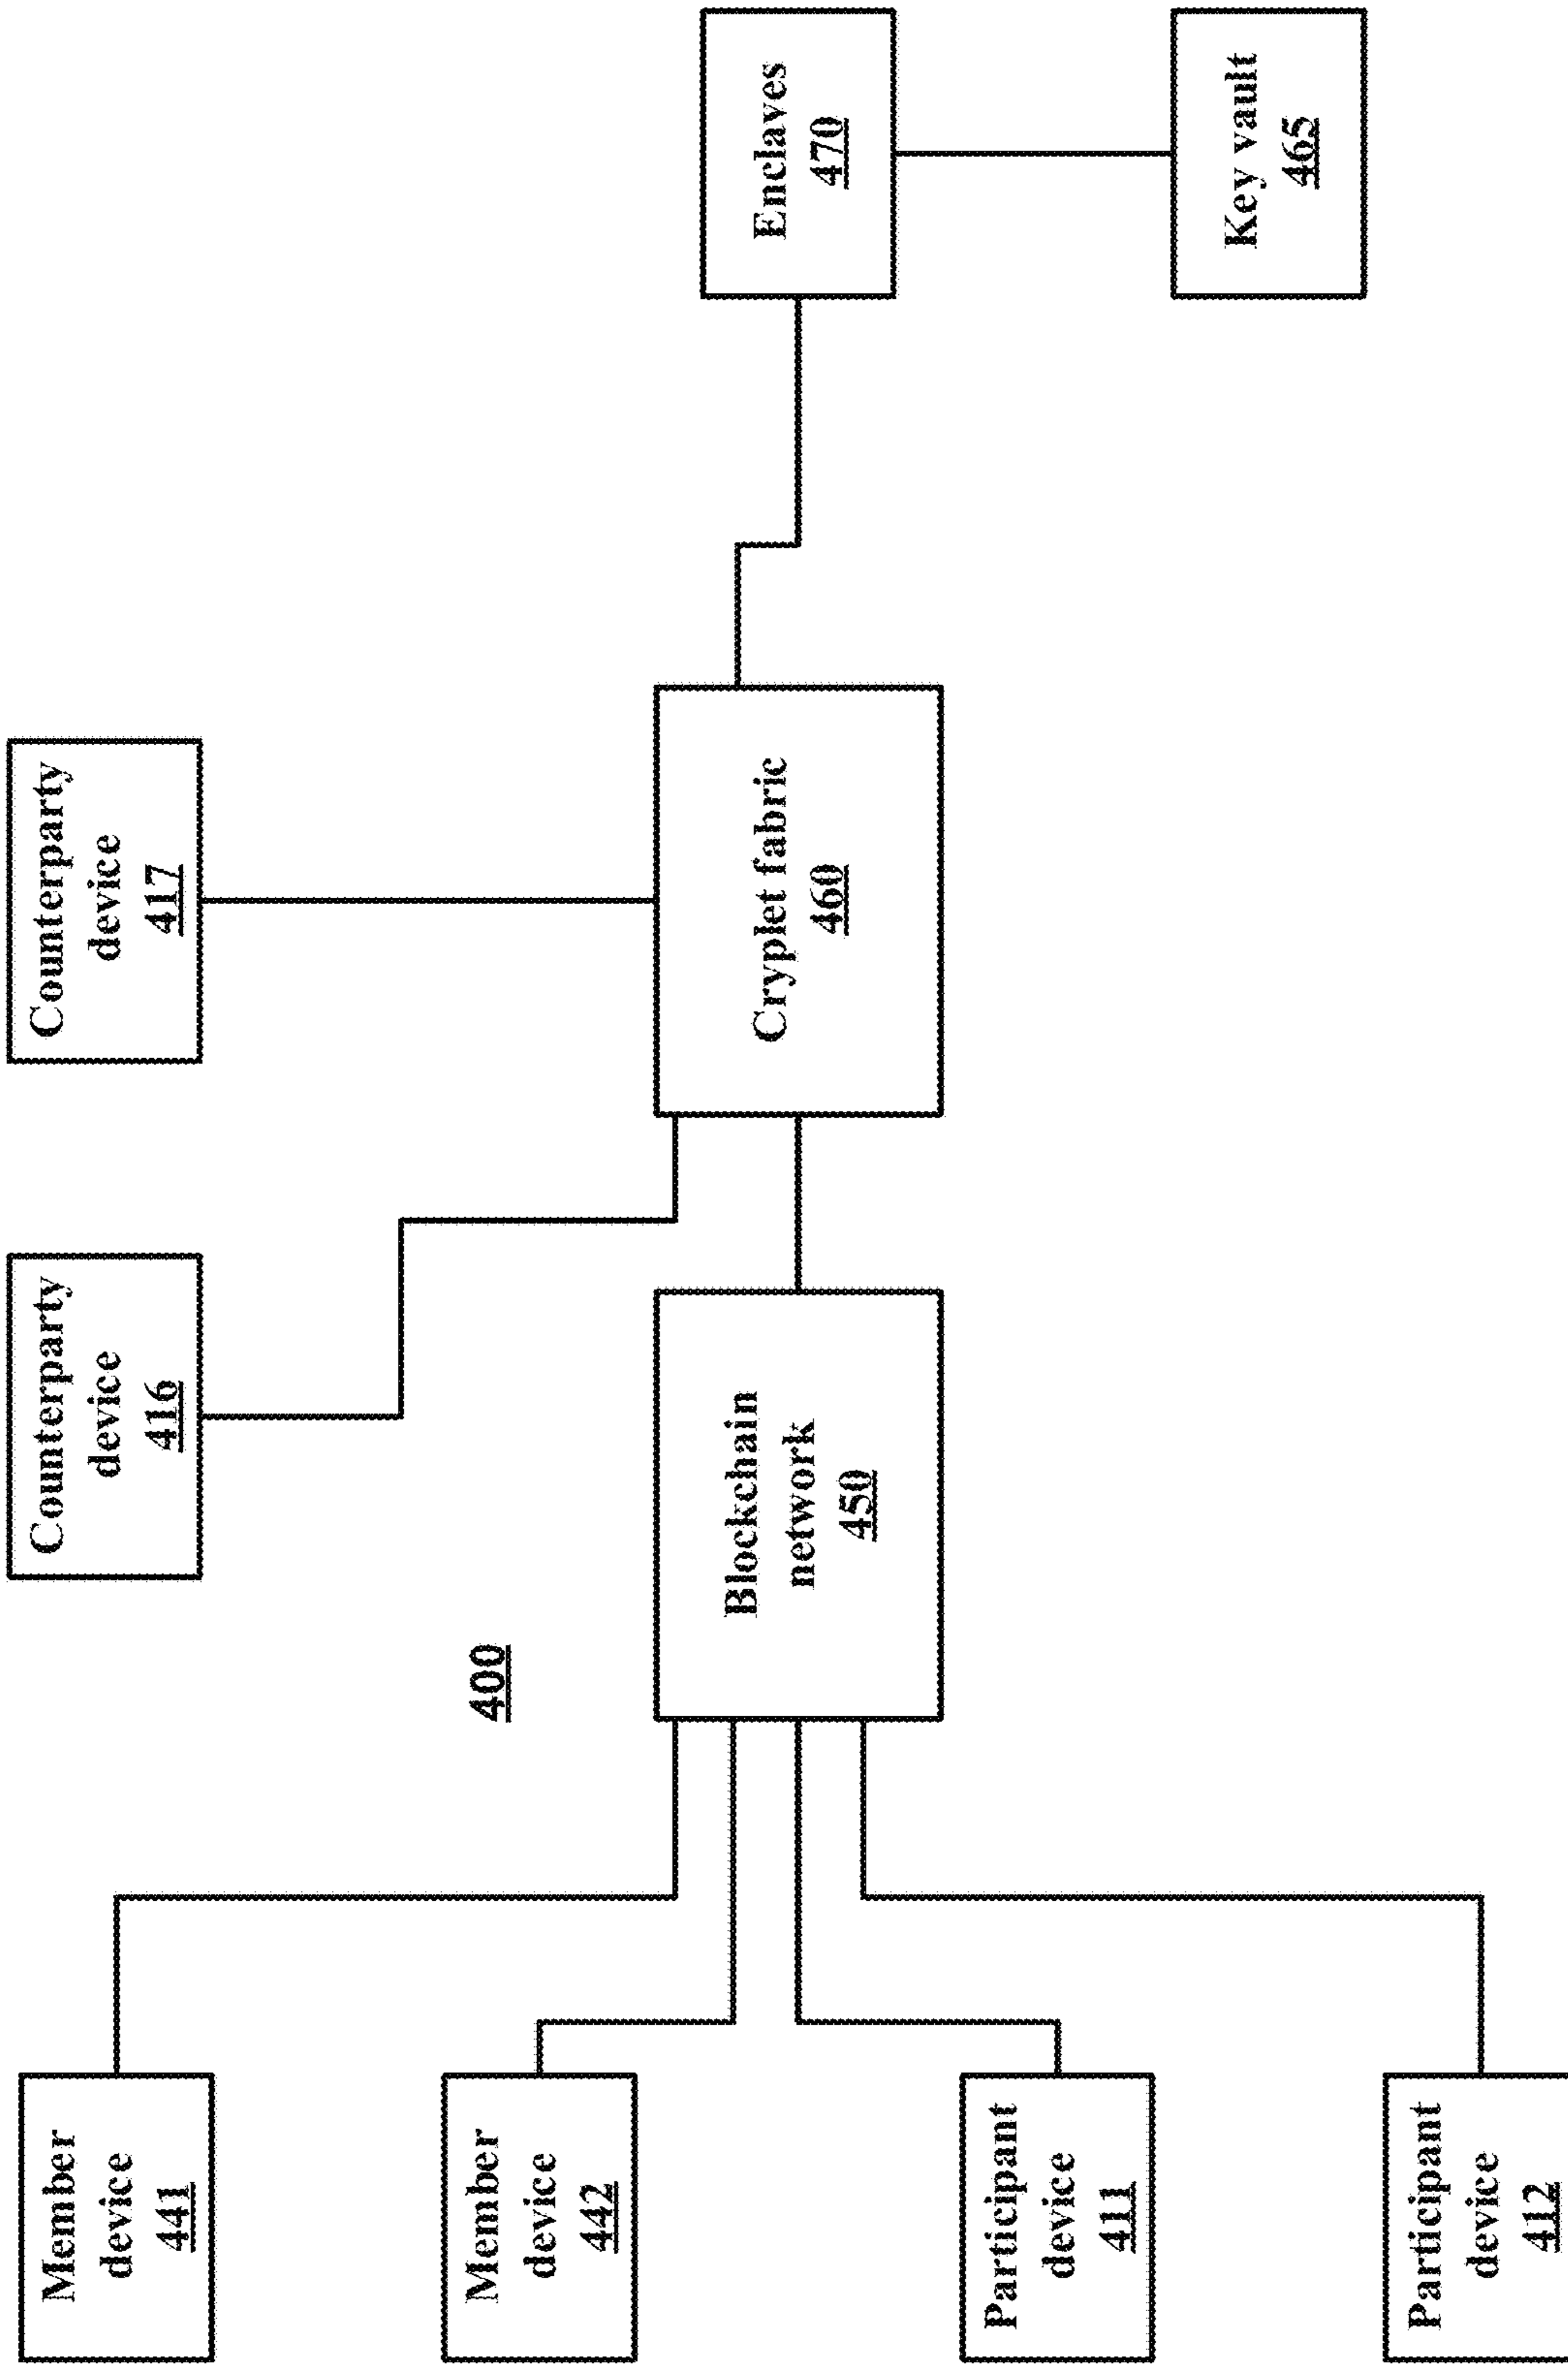 Counterparty
device
416
Counterparty
device
417
Member
device
441
400
Member
device
442
Blockchain
network
450
Cryplet fabric
460
Enclaves
470
Participant
device
411
Key vault
465
Participant
device
412